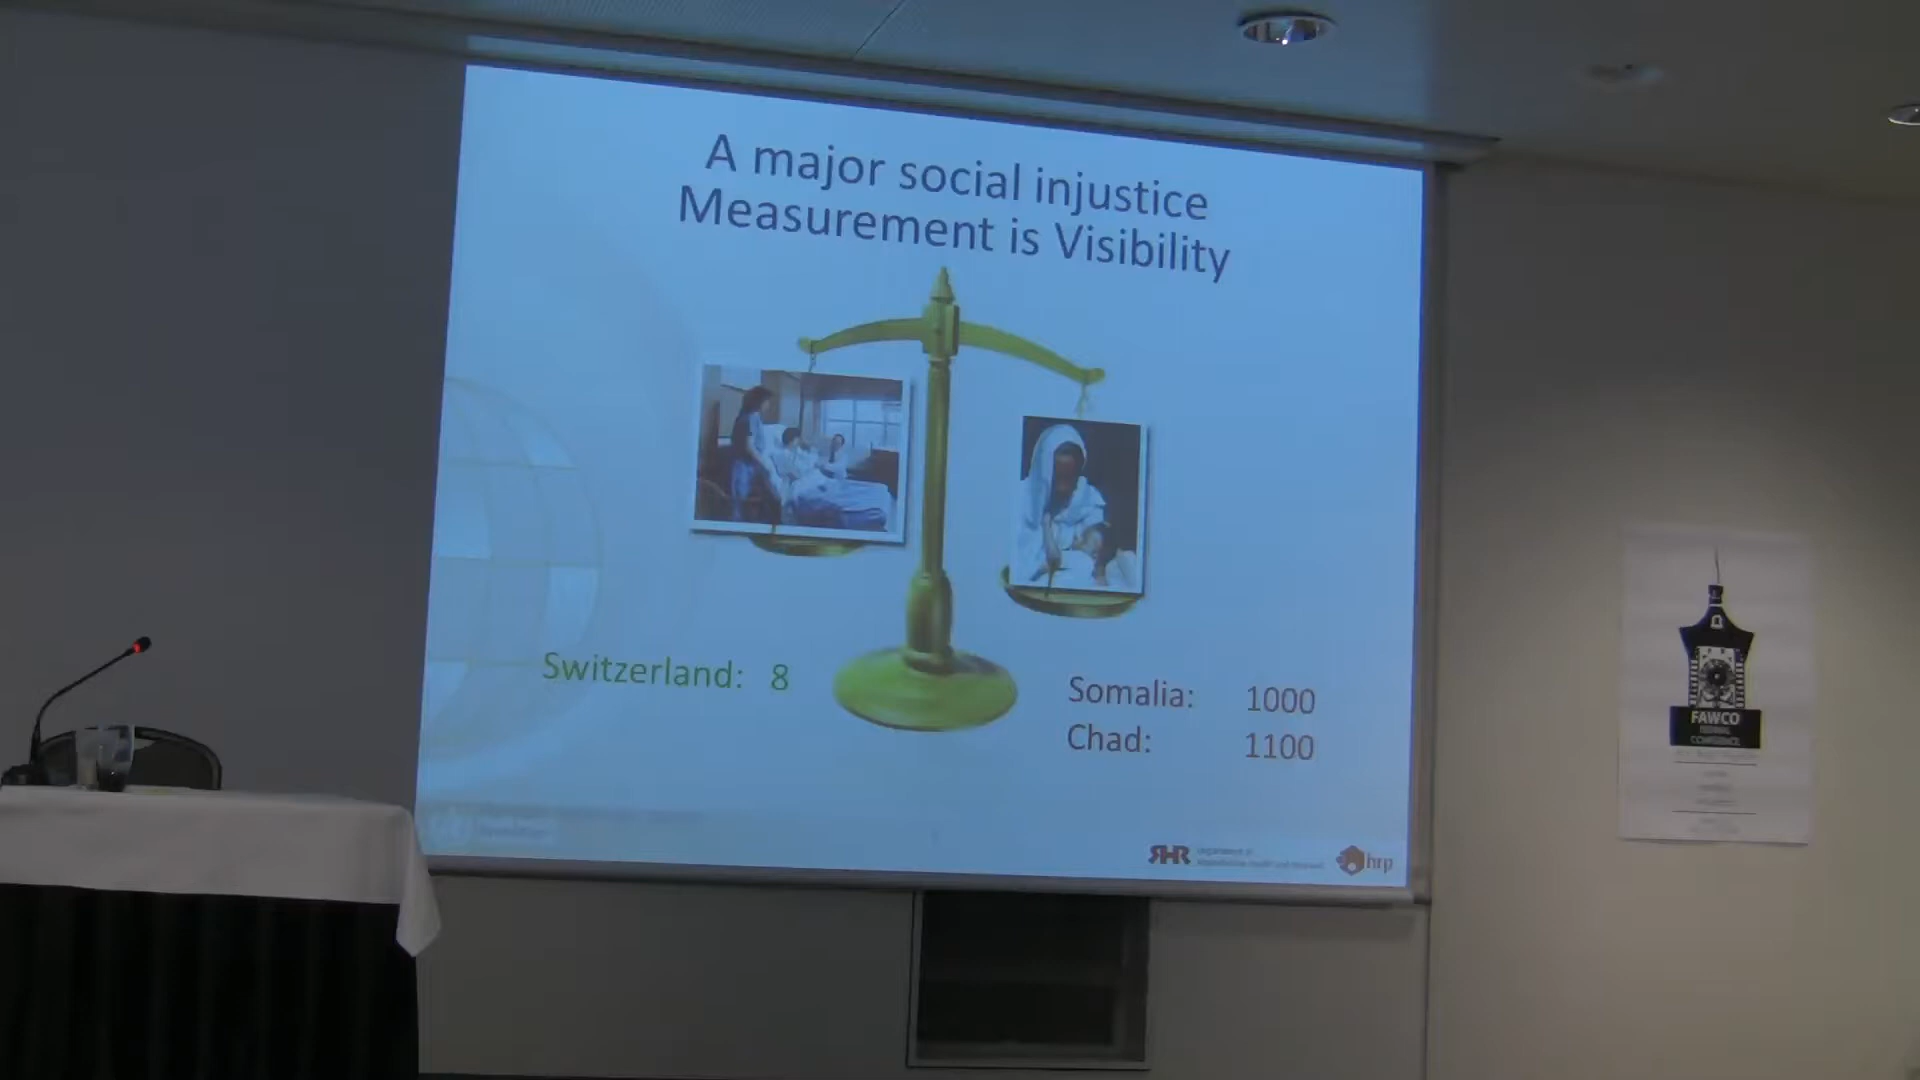 A major social injustice
Measurement is Visibility
Switzerland: 8
Somalia: 1000
Chad: 1100
RHR
hrp
FAWCO